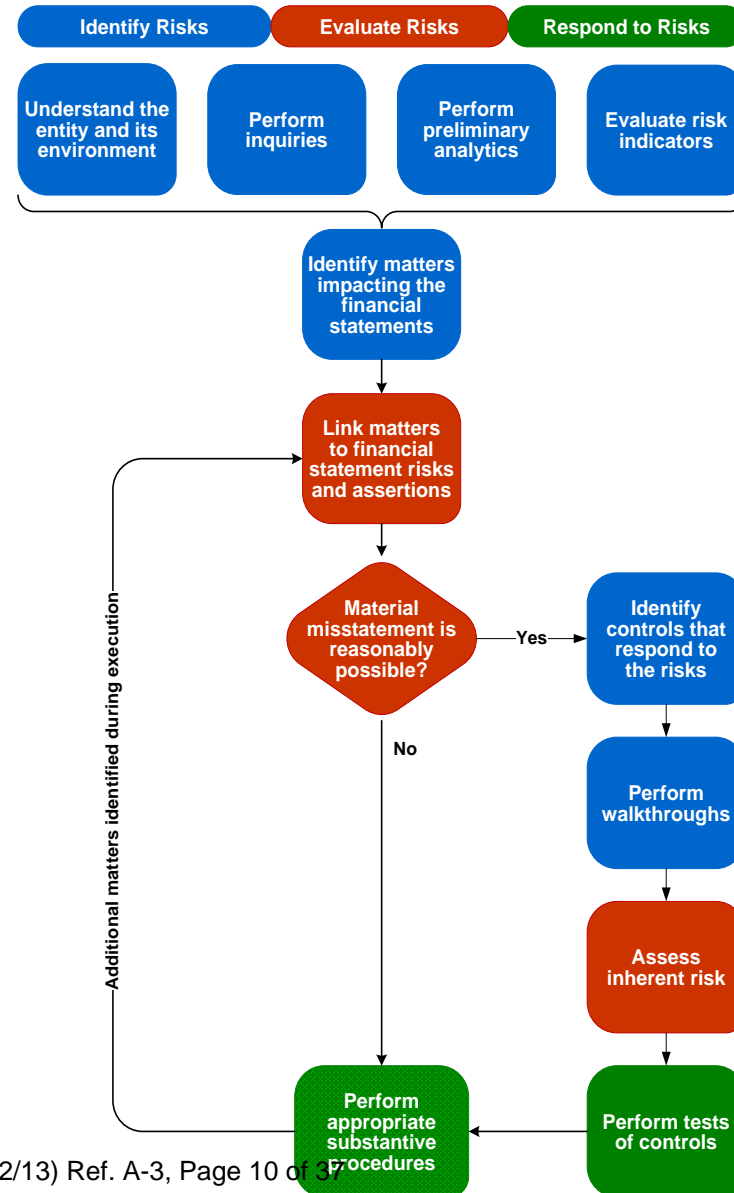 Identify Risks
Evaluate Risks
Respond to Risks
Understand the
entity and its
environment
Perform
inquiries
Perform
preliminary
analytics
Evaluate risk
indicators
Identify matters
impacting the
financial
statements
Link matters
to financial
statement risks
and assertions
Material
misstatement is
reasonably
possible?
Yes
Identify
controls that
respond to
the risks
No
Perform
walkthroughs
Additional matters identified during execution
Assess
inherent risk
Perform
appropriate
substantive
procedures
Perform tests
of controls
2/13) Ref. A-3, Page 10 of 37